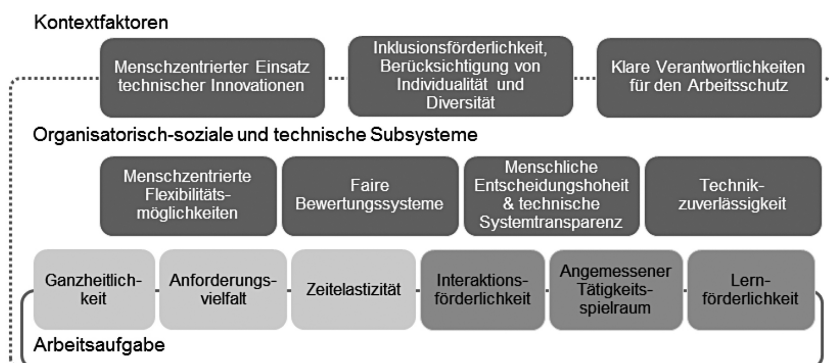 Kontextfaktoren
Menschzentrierter Einsatz
technischer Innovationen
Inklusionsförderlichkeit,
Berücksichtigung von
Individualität und
Diversität
Klare Verantwortlichkeiten
für den Arbeitsschutz
Organisatorisch-soziale und technische Subsysteme
Menschzentrierte
Flexibilitäts-
möglichkeiten
Faire
Bewertungssysteme
Menschliche
Entscheidungshoheit
& technische
Systemtransparenz
Technik-
zuverlässigkeit
Ganzheitlich-
keit
Anforderungs-
vielfalt
Zeitelastizität
Interaktions-
förderlichkeit
Angemessener
Tätigkeits-
spielraum
Lern-
förderlichkeit
Arbeitsaufgabe